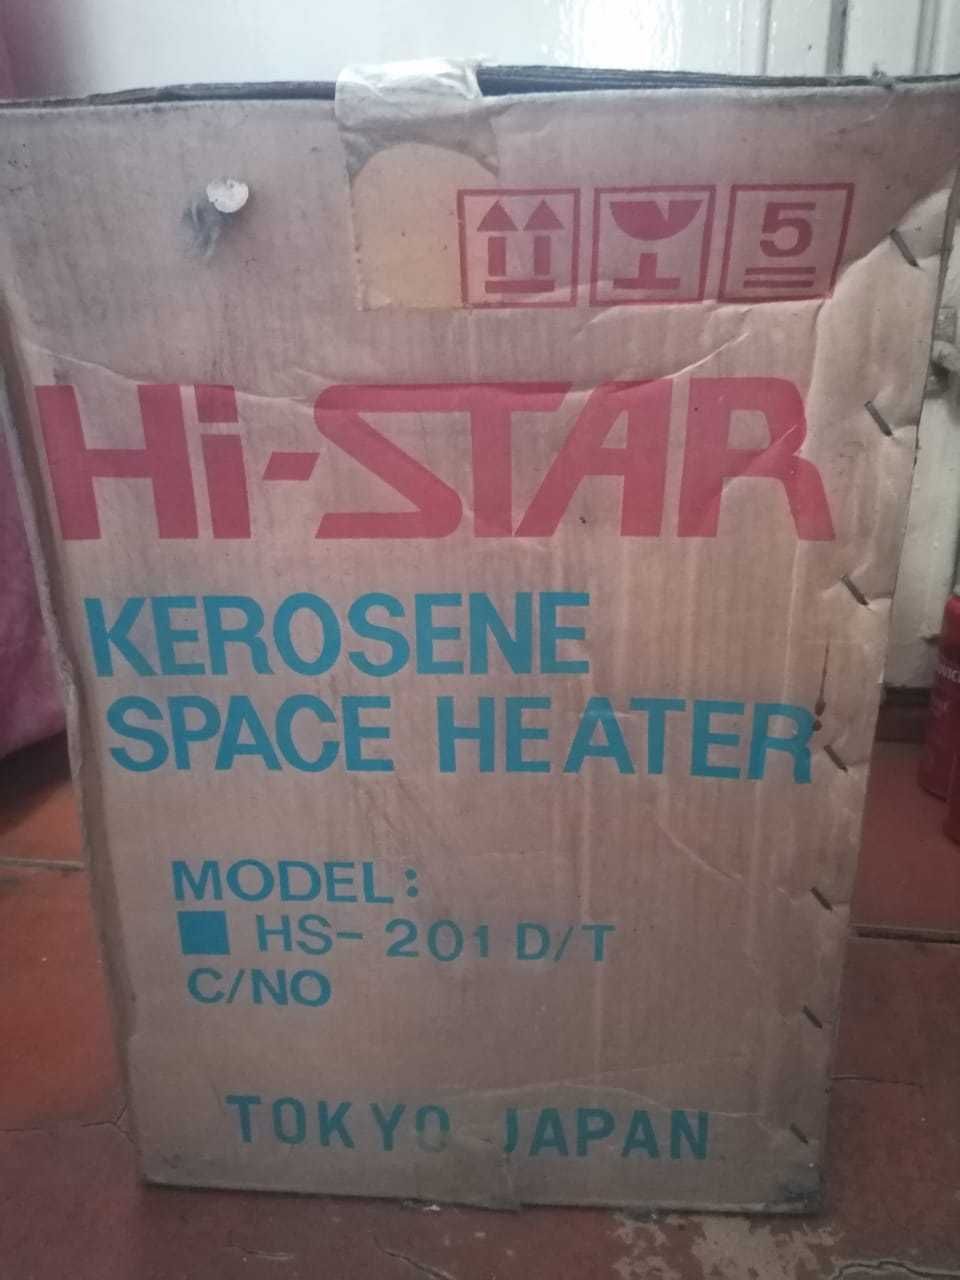 5
Hi-STAR
KEROSENE
SPACE HEATER
MODEL:
HS-201 D/T
C/NO
TOKYO JAPAN